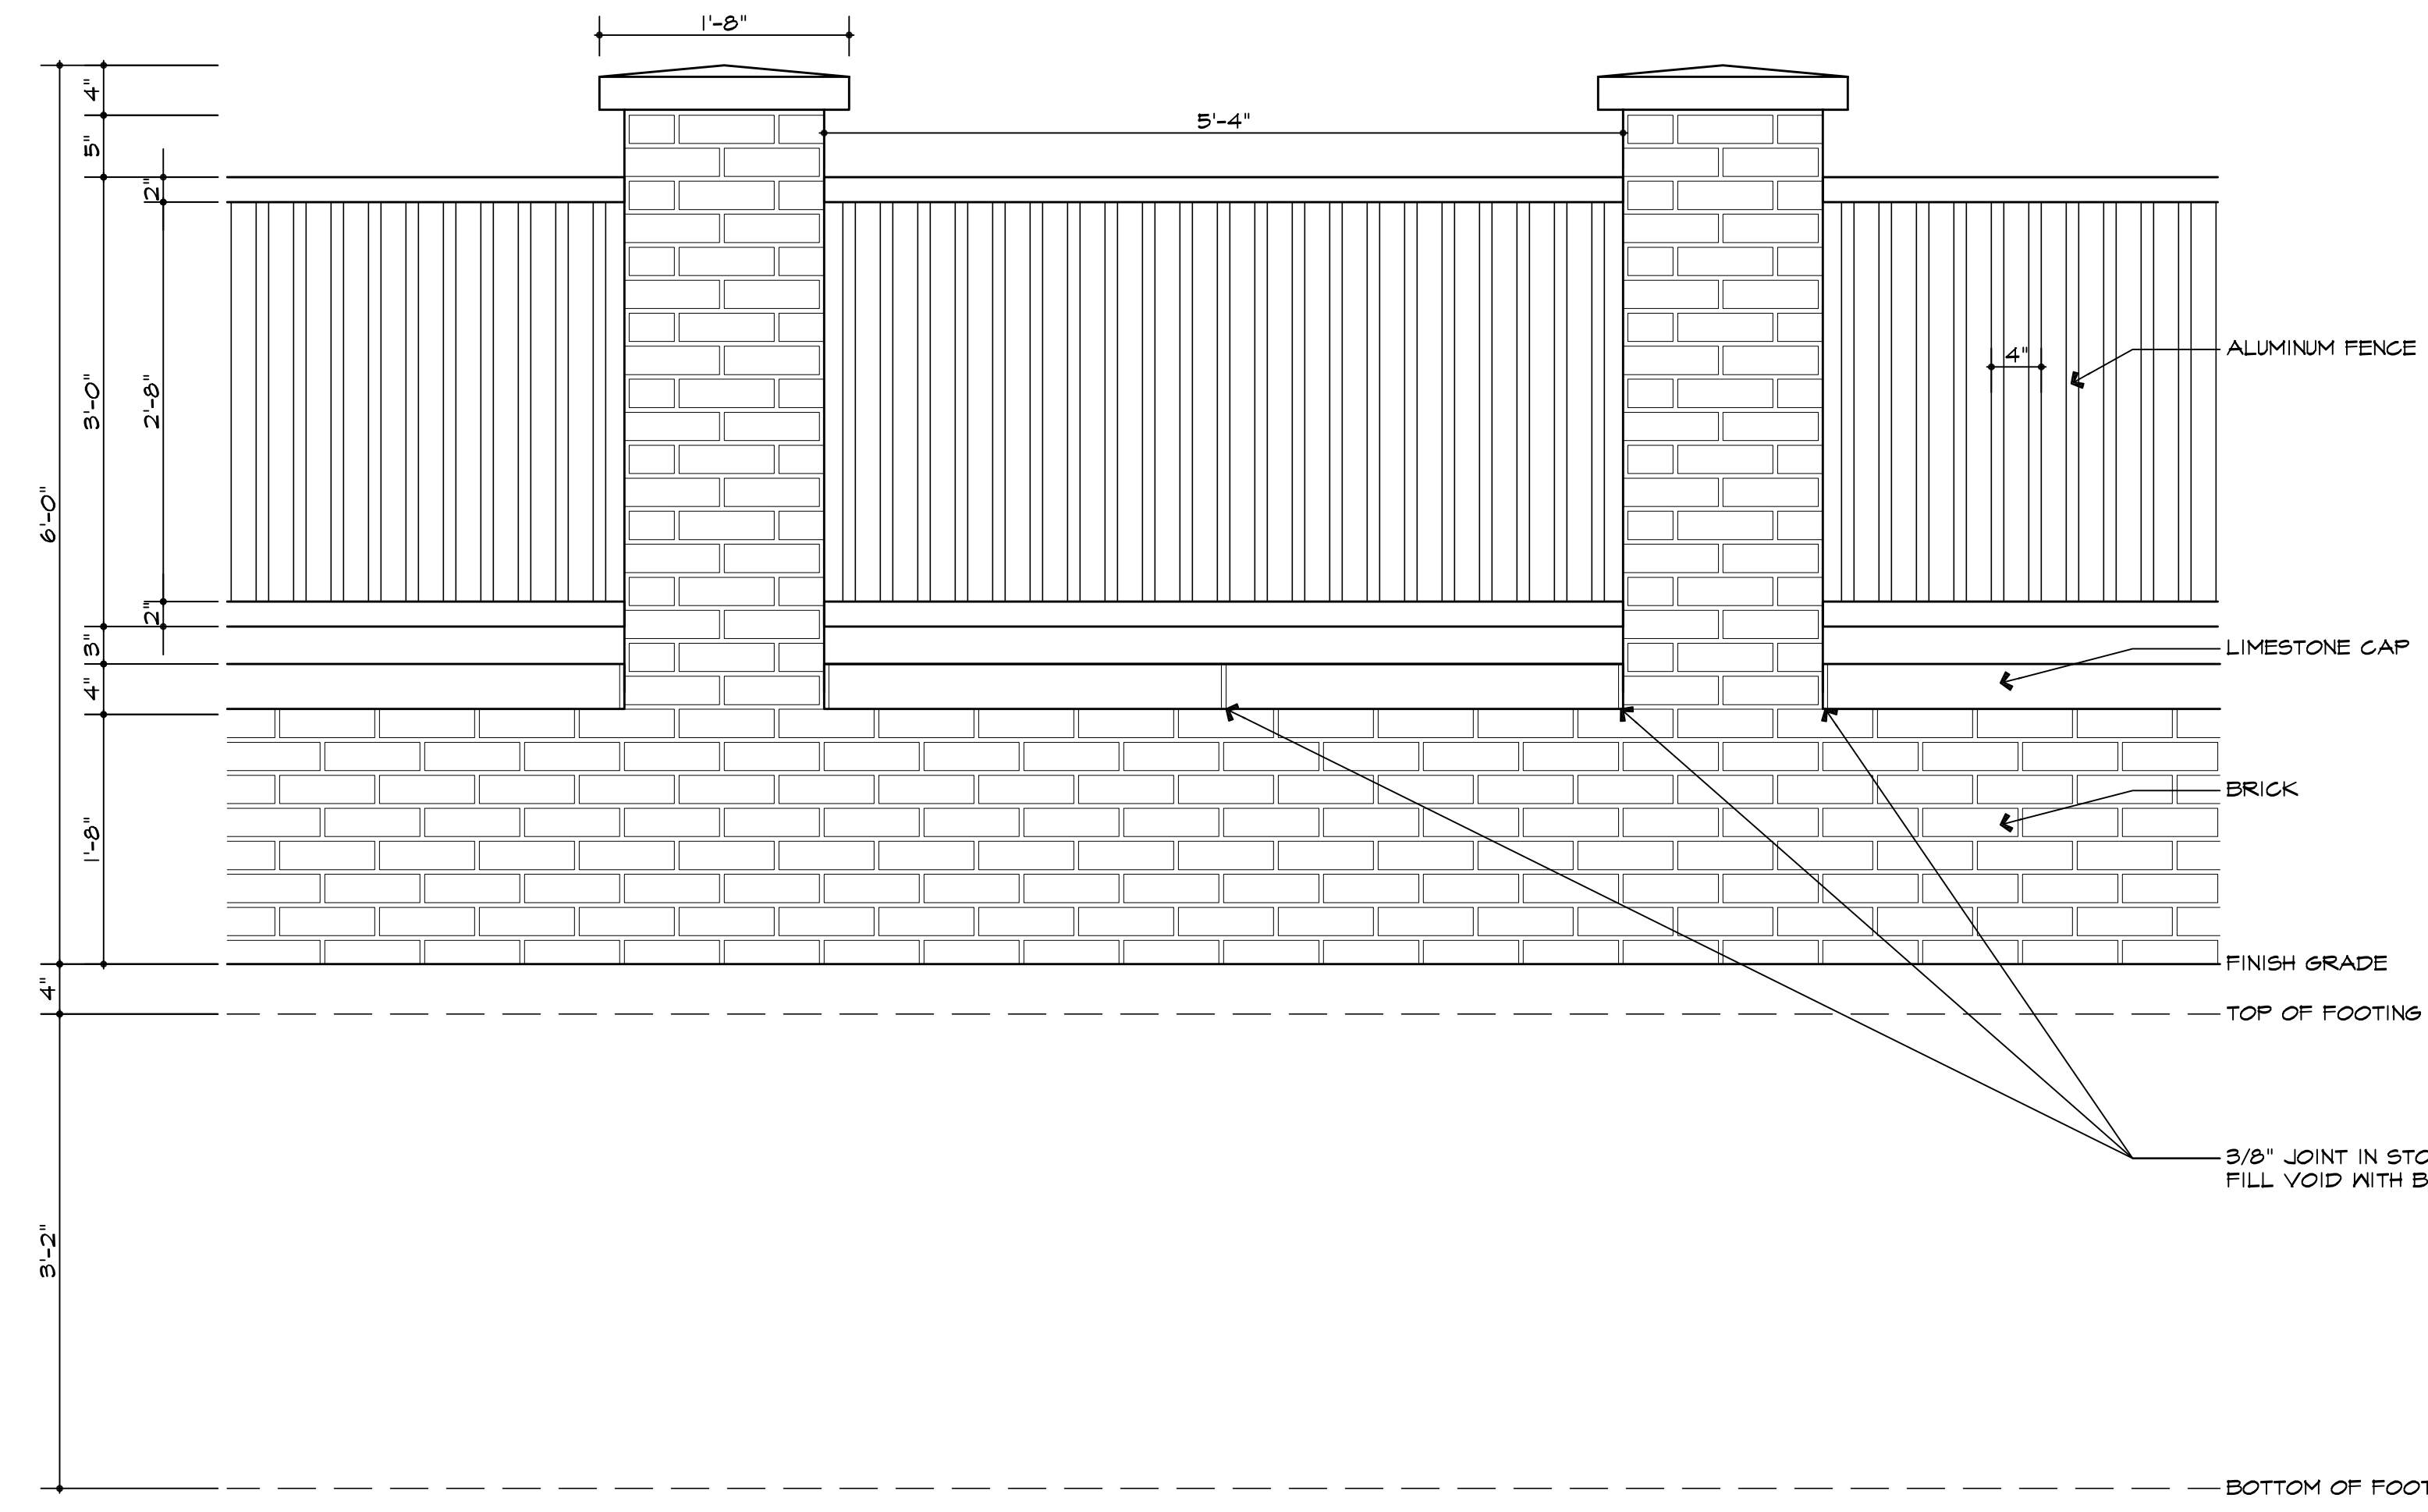 1'-8"
4"
5'-4"
5"
2"
ALUMINUM FENCE
4"
3'-0"
2'-8"
6'-0"
2"
3"
LIMESTONE CAP
4"
BRICK
1'-8"
FINISH GRADE
4"
TOP OF FOOTING
3/8" JOINT IN
FILL VOID WITH
3'-2"
BOTTOM OF